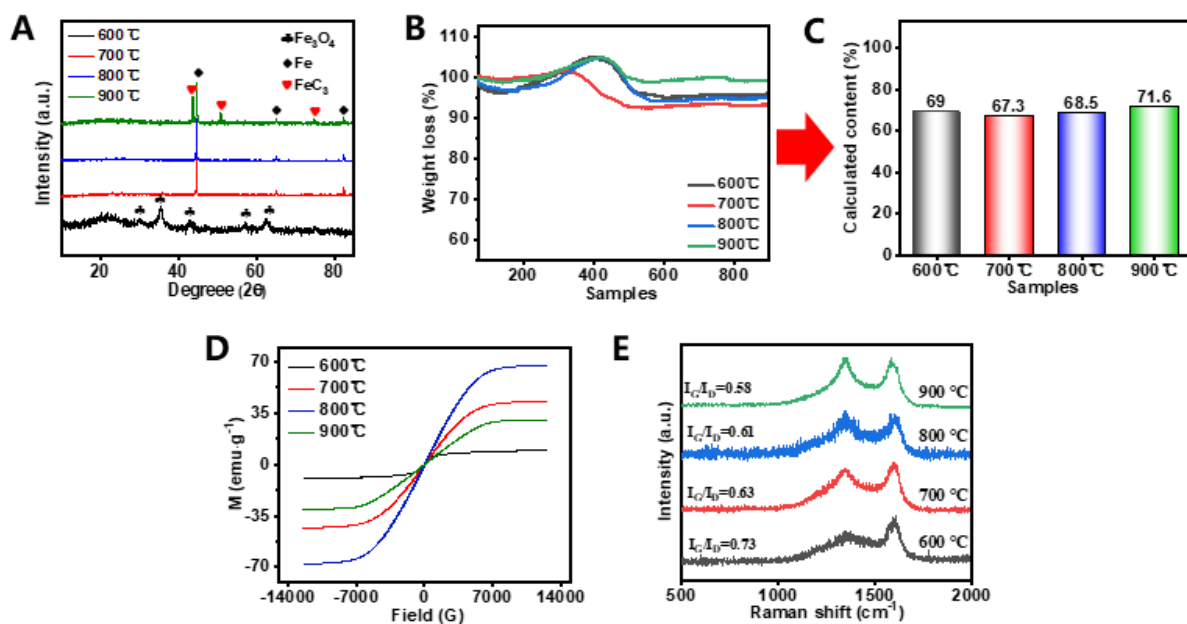 A
600℃
700℃
800℃
900℃
Fe3O4
Fe
FeC3
Intensity (a.u.)
20 40 60 80
Degreee (2θ)
B
110
105
100
95
90
85
80
75
70
65
60
Weight loss (%)
600℃
700℃
800℃
900℃
200 400 600 800
Samples
C
100
80
60
40
20
0
Calculated content (%)
69 67.3 68.5 71.6
600℃ 700℃ 800℃ 900℃
Samples
D
70
35
0
-35
-70
M (emu·g-1)
600℃
700℃
800℃
900℃
-14000 -7000 0 7000 14000
Field (G)
E
Intensity (a.u.)
IG/ID=0.58 900 °C
IG/ID=0.61 800 °C
IG/ID=0.63 700 °C
IG/ID=0.73 600 °C
500 1000 1500 2000
Raman shift (cm-1)